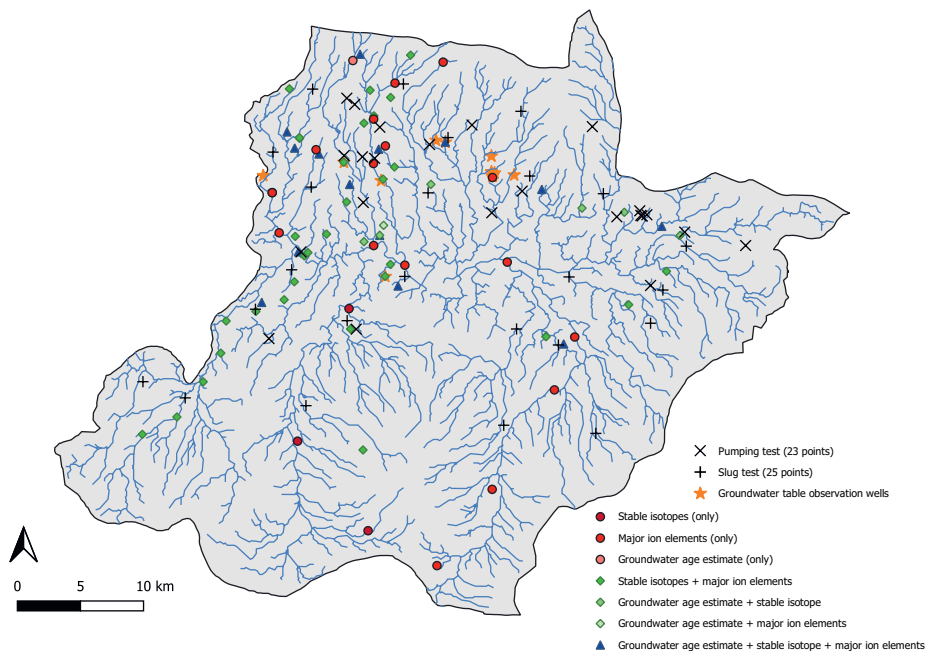 Pumping test (23 points)
Slug test (25 points)
Groundwater table observation wells
Stable isotopes (only)
Major ion elements (only)
Groundwater age estimate (only)
Stable isotopes + major ion elements
Groundwater age estimate + stable isotope
Groundwater age estimate + major ion elements
Groundwater age estimate + stable isotope + major ion elements
0 5 10 km